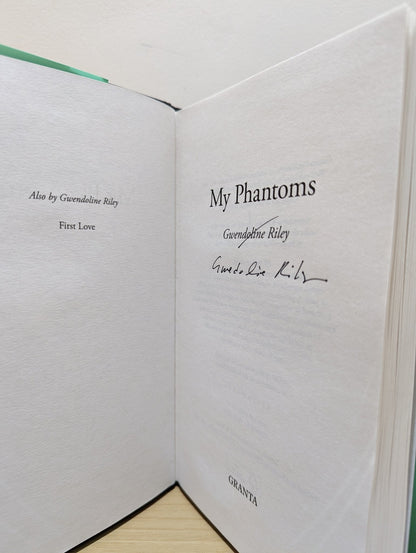 Also by Gwendoline Riley
First Love
My Phantoms
Gwendoline Riley
Gwendoline Riley
GRANTA